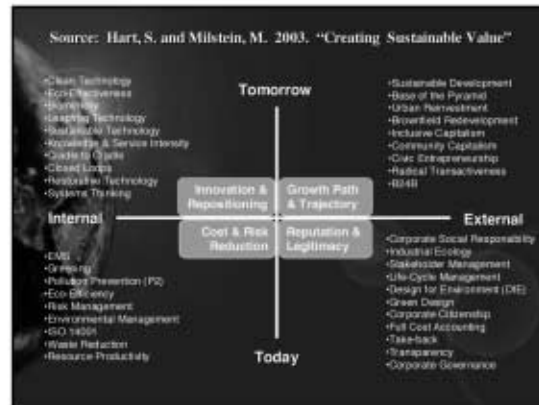 Source: Hart, S. and Milstein, M. 2003. “Creating Sustainable Value”
Tomorrow
•Clean Technology
•Eco-Effectiveness
•Biomimicry
•Leapfrog Technology
•Sustainable Technology
•Knowledge & Service Intensity
•Cradle to Cradle
•Closed Loops
•Restorative Technology
•Systems Thinking
•Sustainable Development
•Base of the Pyramid
•Urban Reinvestment
•Brownfield Redevelopment
•Inclusive Capitalism
•Community Capitalism
•Civic Entrepreneurship
•Radical Transactiveness
•B24B
Innovation &
Repositioning
Growth Path
& Trajectory
Internal
External
Cost & Risk
Reduction
Reputation &
Legitimacy
•EMS
•Greening
•Pollution Prevention (P2)
•Eco-Efficiency
•Risk Management
•Environmental Management
•ISO 14001
•Waste Reduction
•Resource Productivity
•Corporate Social Responsibility
•Industrial Ecology
•Stakeholder Management
•Life-Cycle Management
•Design for Environment (DfE)
•Green Design
•Corporate Citizenship
•Full Cost Accounting
•Take-back
•Transparency
•Corporate Governance
Today